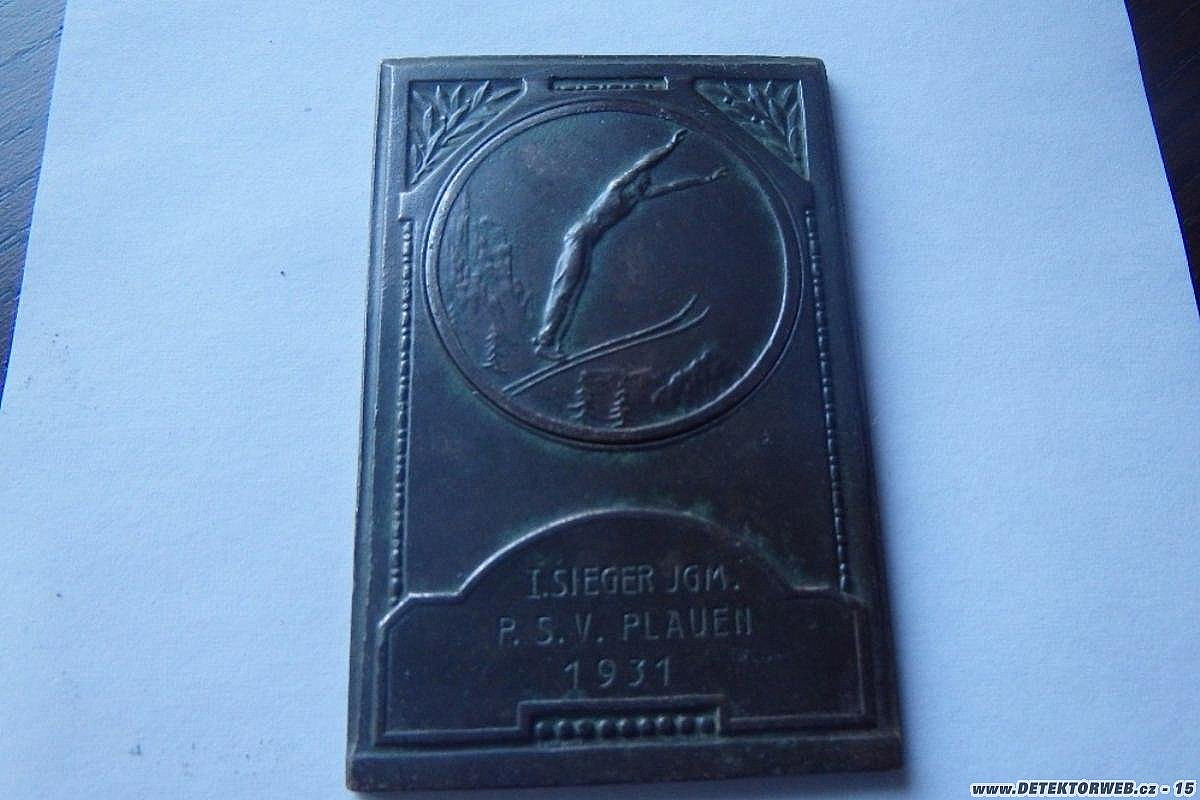 I. SIEGER JGM.
P. S. V. PLAUEN
1931
www.DETEKTORWEB.cz - 15